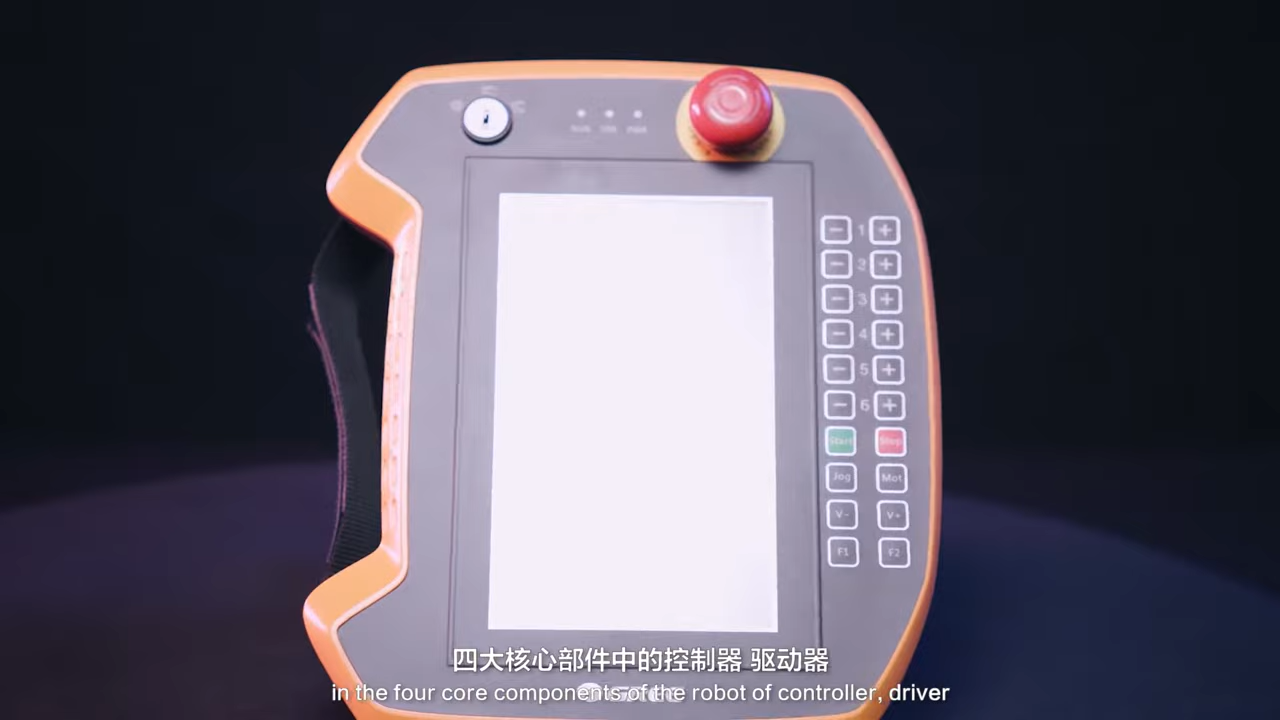 − 1 +
− 2 +
− 3 +
− 4 +
− 5 +
− 6 +
Start Stop
Jog Mot
V− V+
F1 F2
四大核心部件中的控制器 驱动器
in the four core components of the robot of controller, driver